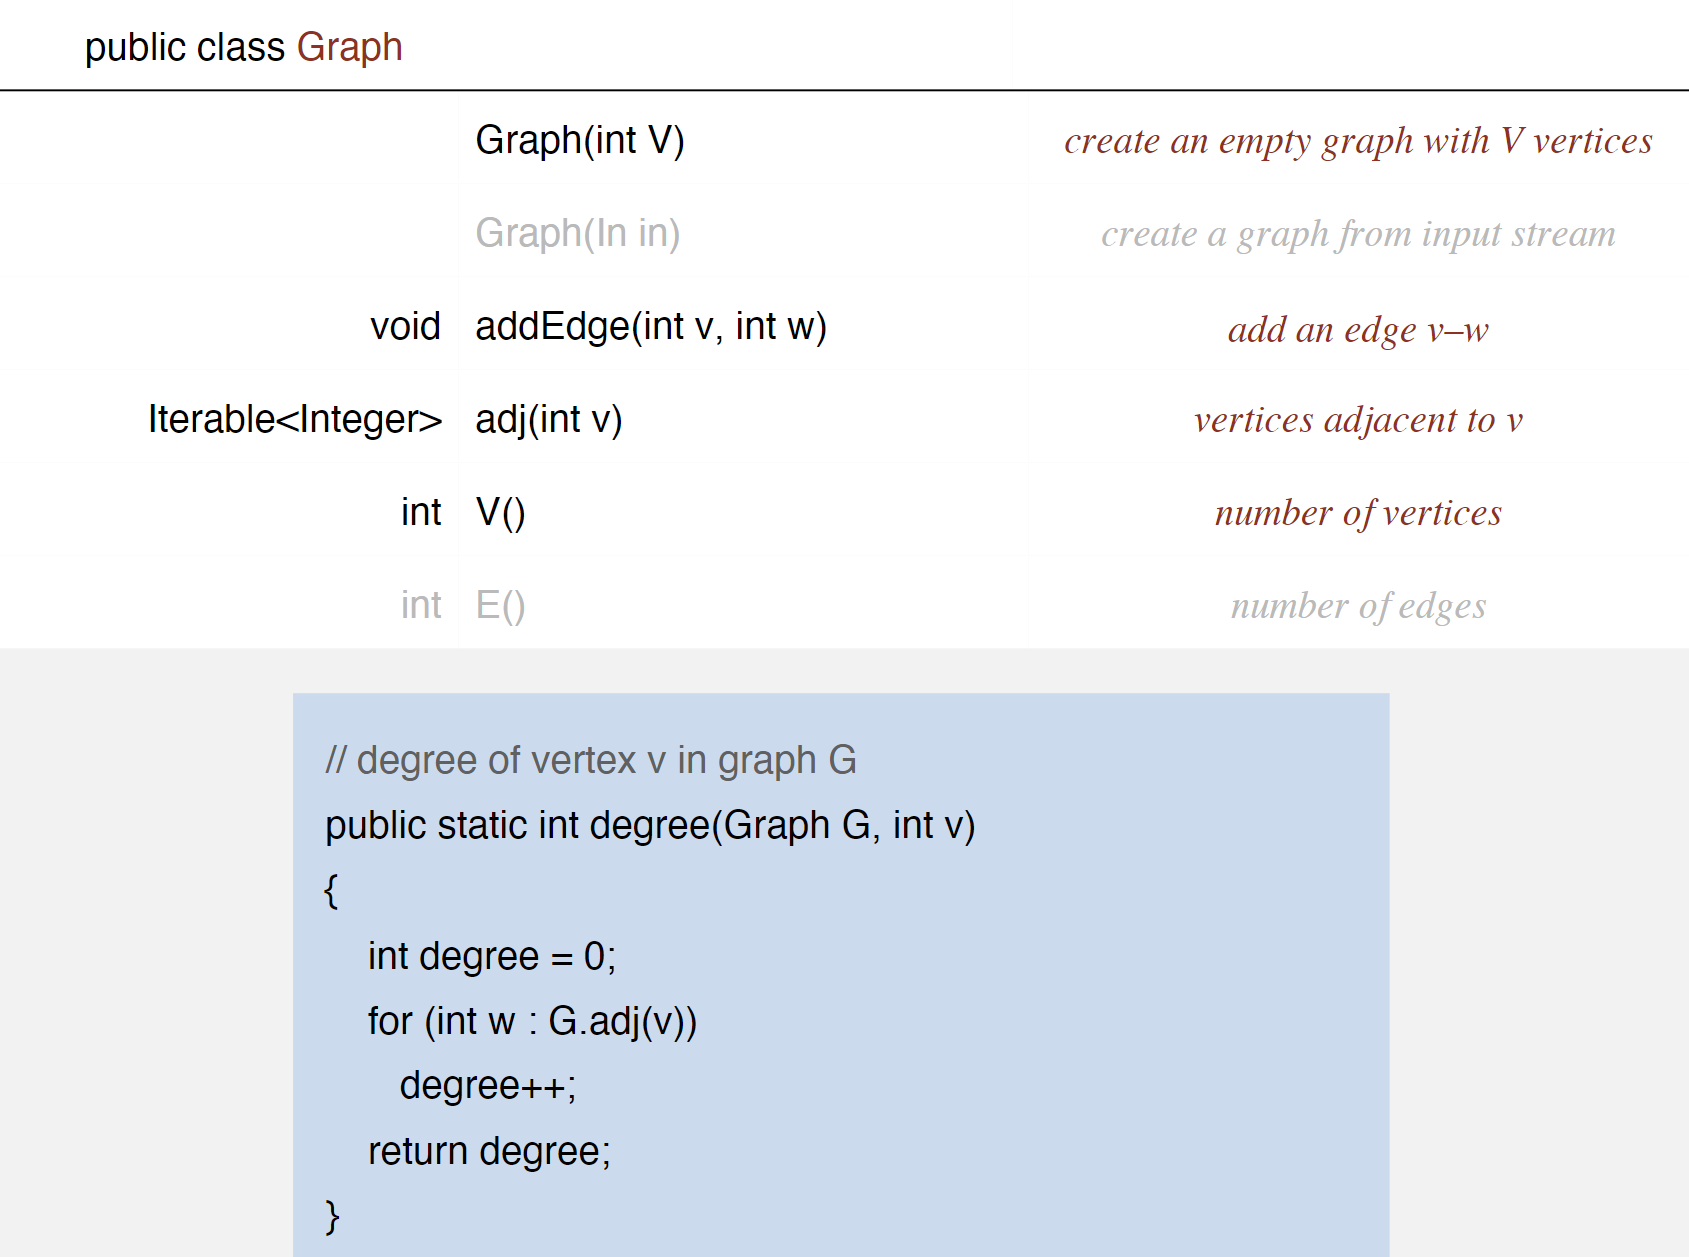 public class Graph
Graph(int V) create an empty graph with V vertices
Graph(In in) create a graph from input stream
void addEdge(int v, int w) add an edge v–w
Iterable<Integer> adj(int v) vertices adjacent to v
int V() number of vertices
int E() number of edges
// degree of vertex v in graph G
public static int degree(Graph G, int v)
{
int degree = 0;
for (int w : G.adj(v))
degree++;
return degree;
}